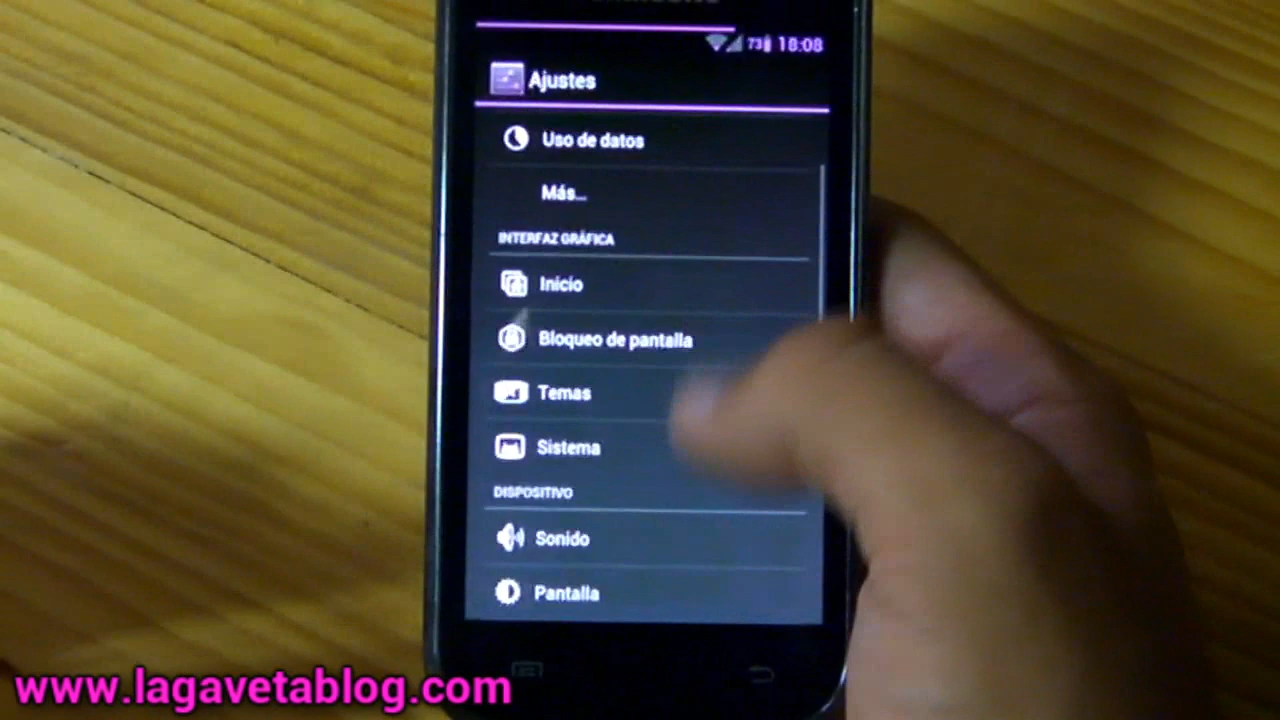 73 18:08
Ajustes
Uso de datos
Más...
INTERFAZ GRÁFICA
Inicio
Bloqueo de pantalla
Temas
Sistema
DISPOSITIVO
Sonido
Pantalla
www.lagavetablog.com